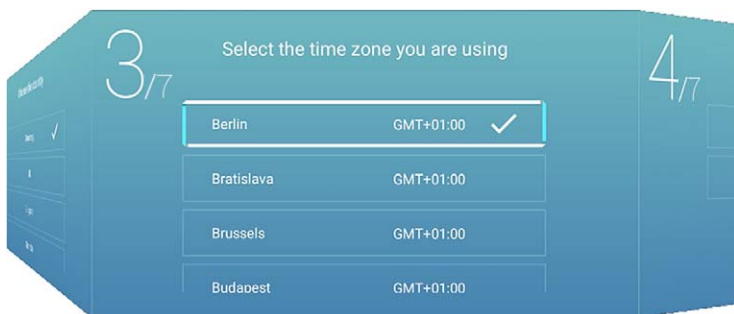 3/7
Select the time zone you are using
Berlin GMT+01:00
Bratislava GMT+01:00
Brussels GMT+01:00
Budapest GMT+01:00
4/7